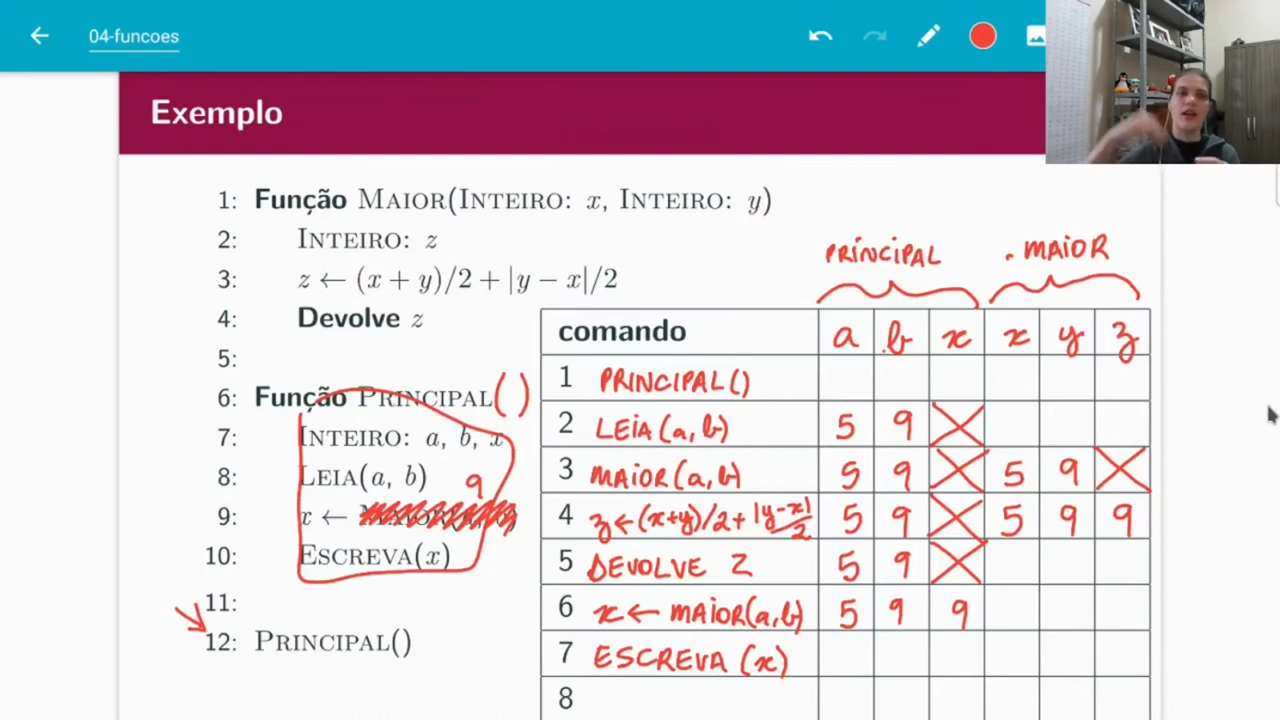 04-funcoes
Exemplo
1: Função MAIOR(INTEIRO: x, INTEIRO: y)
2: INTEIRO: z
3: z ← (x + y)/2 + |y − x|/2
4: Devolve z
5:
6: Função PRINCIPAL()
7: INTEIRO: a, b, x
8: LEIA(a, b)
9
9: x ←
10: ESCREVA(x)
11:
12: PRINCIPAL()
PRINCIPAL MAIOR
comando a b x x y z
1 PRINCIPAL()
2 LEIA(a,b) 5 9
3 MAIOR(a,b) 5 9 5 9
4 z←(x+y)/2+|y-x|/2 5 9 5 9 9
5 DEVOLVE Z 5 9
6 x ← MAIOR(a,b) 5 9 9
7 ESCREVA (x)
8